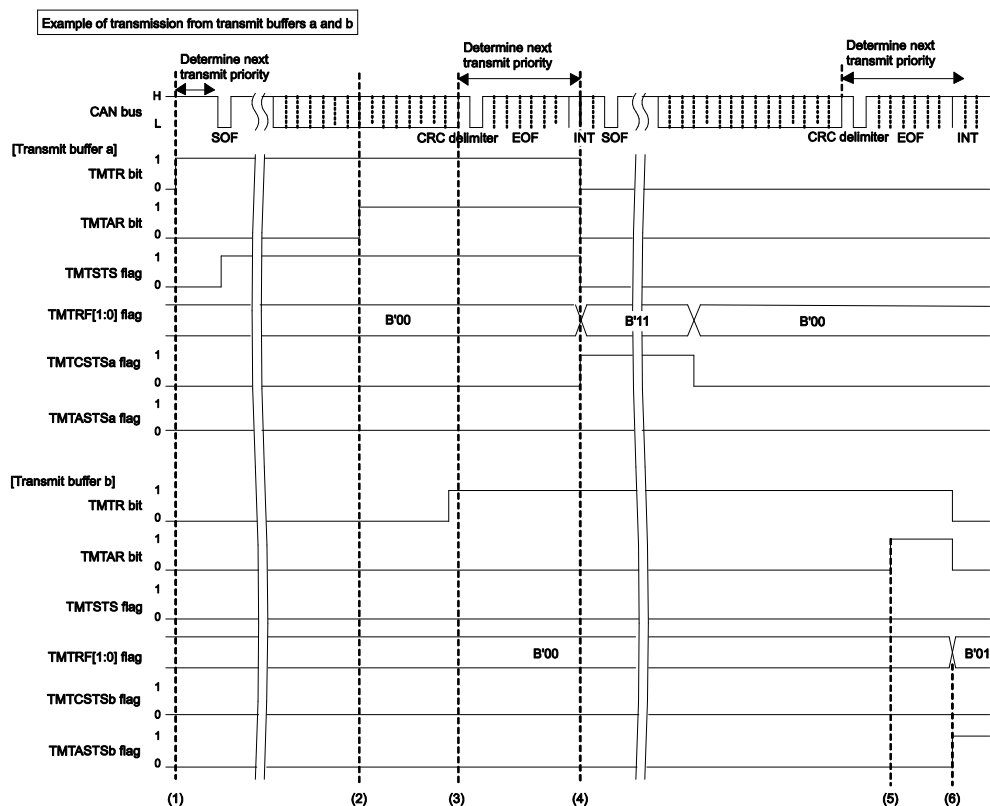 Example of transmission from transmit buffers a and b
Determine next
transmit priority
Determine next
transmit priority
Determine next
transmit priority
H
CAN bus
L
SOF
CRC delimiter
EOF
INT
SOF
CRC delimiter
EOF
INT
[Transmit buffer a]
1
TMTR bit
0
1
TMTAR bit
0
1
TMTSTS flag
0
TMTRF[1:0] flag
B'00
B'11
B'00
1
TMTCSTSa flag
0
1
TMTASTSa flag
0
[Transmit buffer b]
1
TMTR bit
0
1
TMTAR bit
0
1
TMTSTS flag
0
TMTRF[1:0] flag
B'00
B'01
1
TMTCSTSb flag
0
1
TMTASTSb flag
0
(1)
(2)
(3)
(4)
(5)
(6)